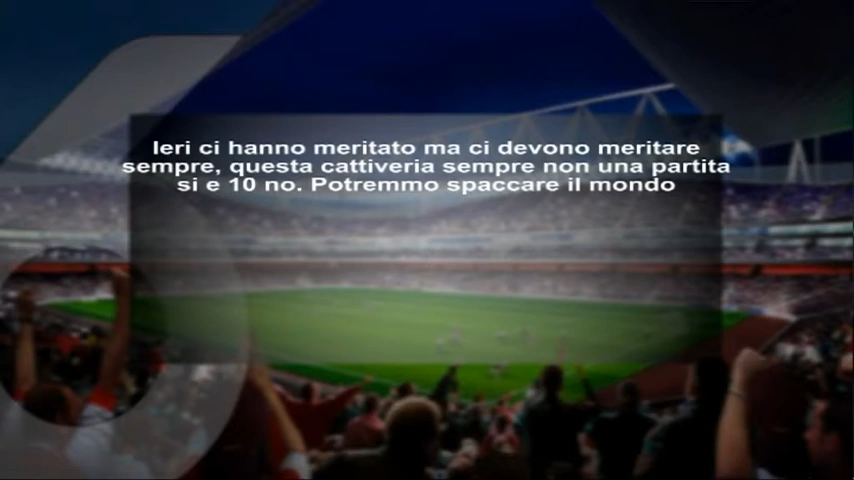 Ieri ci hanno meritato ma ci devono meritare
sempre, questa cattiveria sempre non una partita
si e 10 no. Potremmo spaccare il mondo